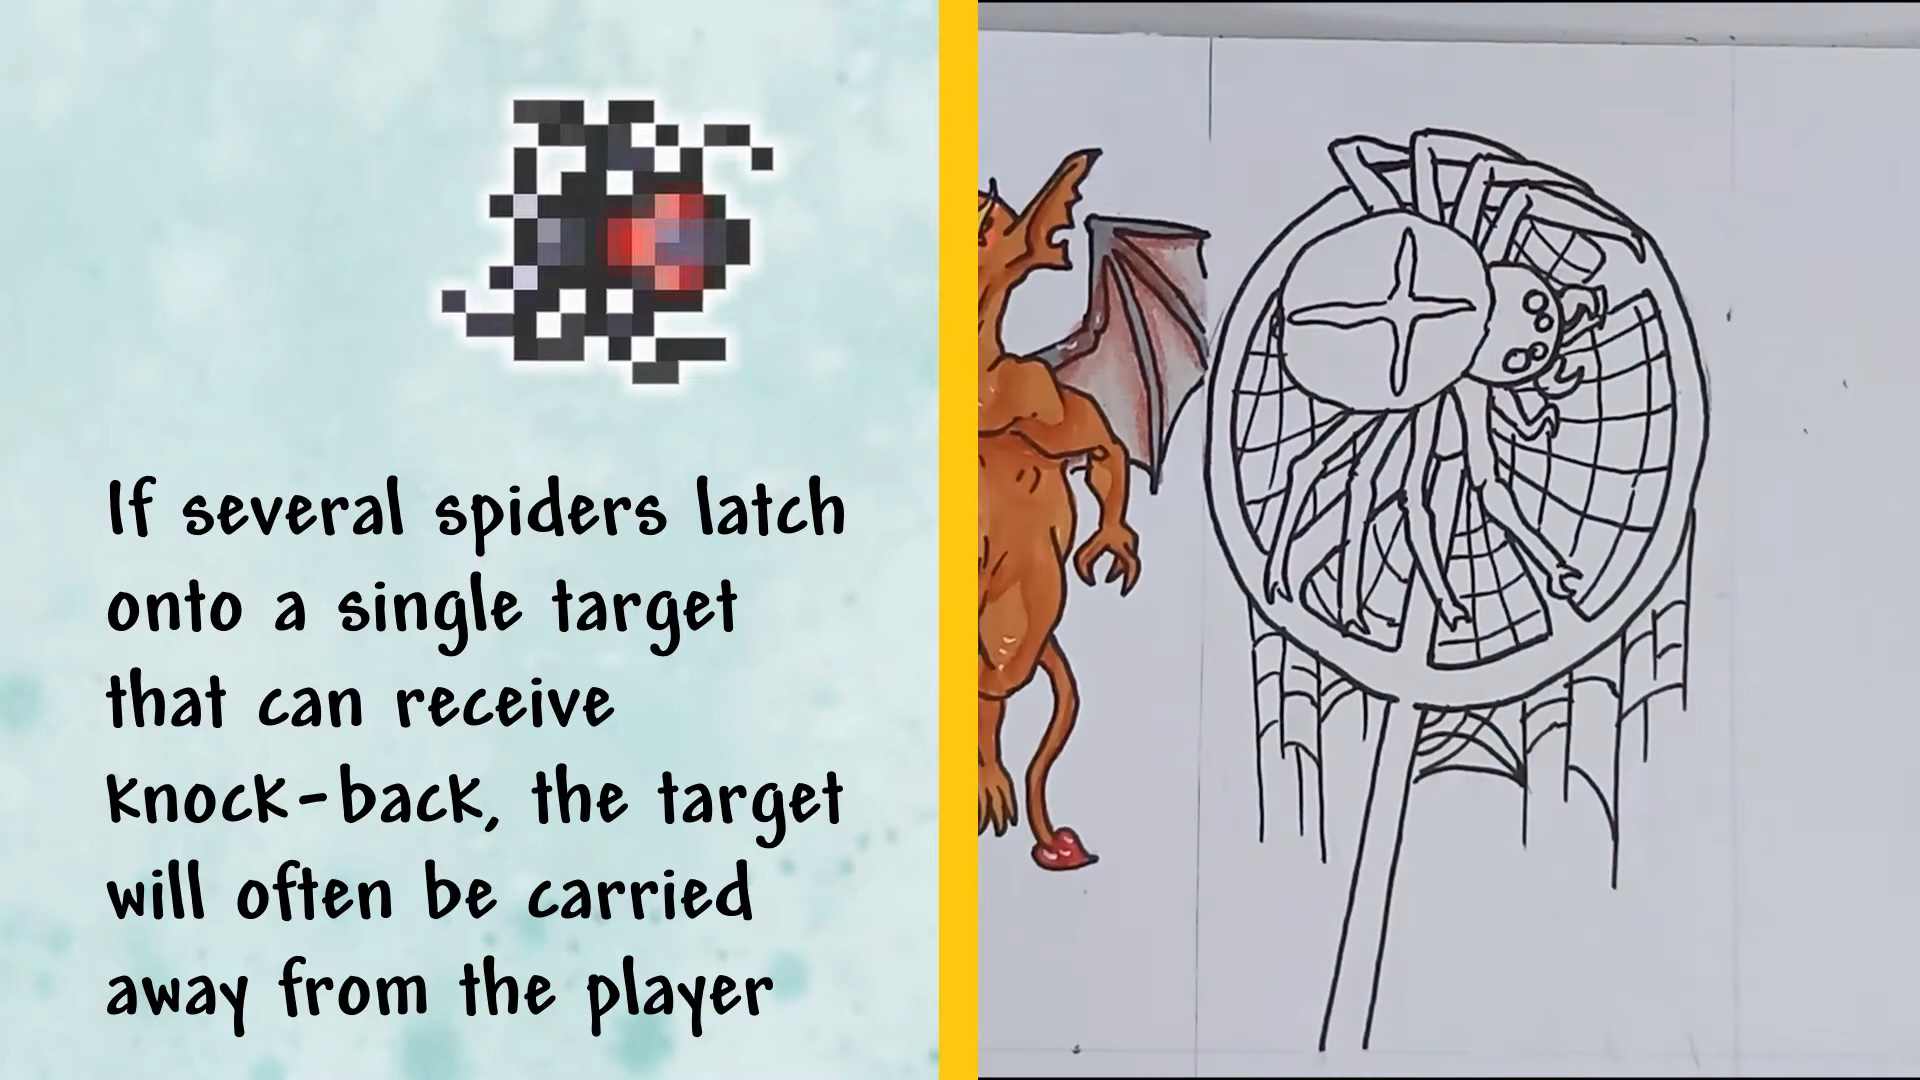 If several spiders latch
onto a single target
that can receive
knock-back, the target
will often be carried
away from the player